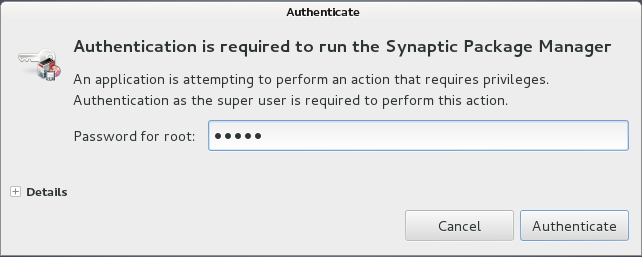 Authenticate
Authentication is required to run the Synaptic Package Manager
An application is attempting to perform an action that requires privileges.
Authentication as the super user is required to perform this action.
Password for root: •••••
Details
Cancel Authenticate